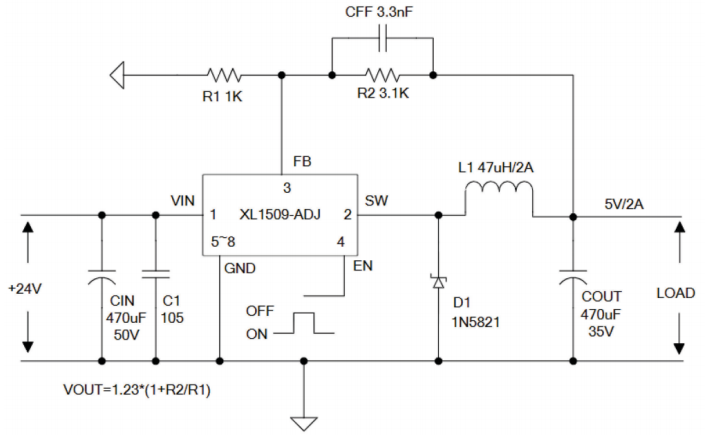 CFF 3.3nF
R1 1K
R2 3.1K
FB
L1 47uH/2A
3
VIN
SW
1
XL1509-ADJ
2
5V/2A
5~8
4
GND
EN
+24V
CIN
470uF
50V
C1
105
OFF
ON
D1
1N5821
COUT
470uF
35V
LOAD
VOUT=1.23*(1+R2/R1)